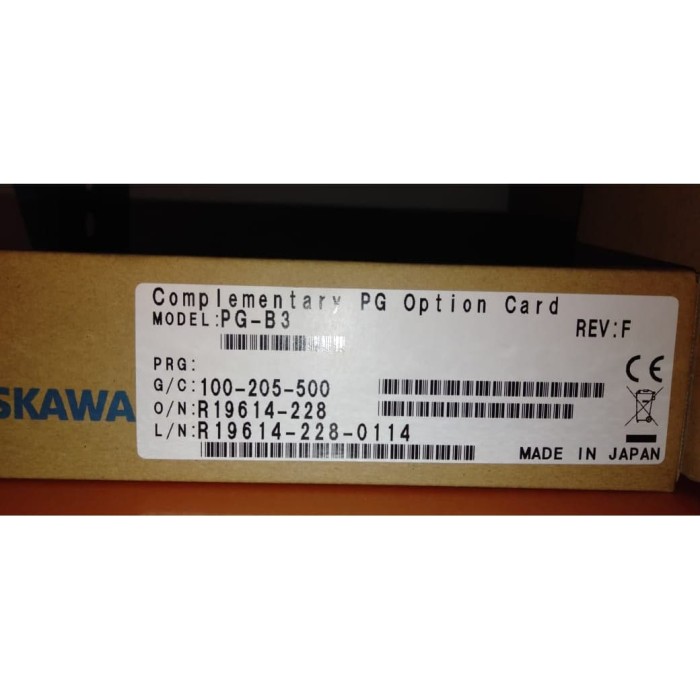 Complementary PG Option Card
MODEL:PG-B3
REV:F
PRG:
G/C:100-205-500
O/N:R19614-228
L/N:R19614-228-0114
SKAWA
CE
MADE IN JAPAN